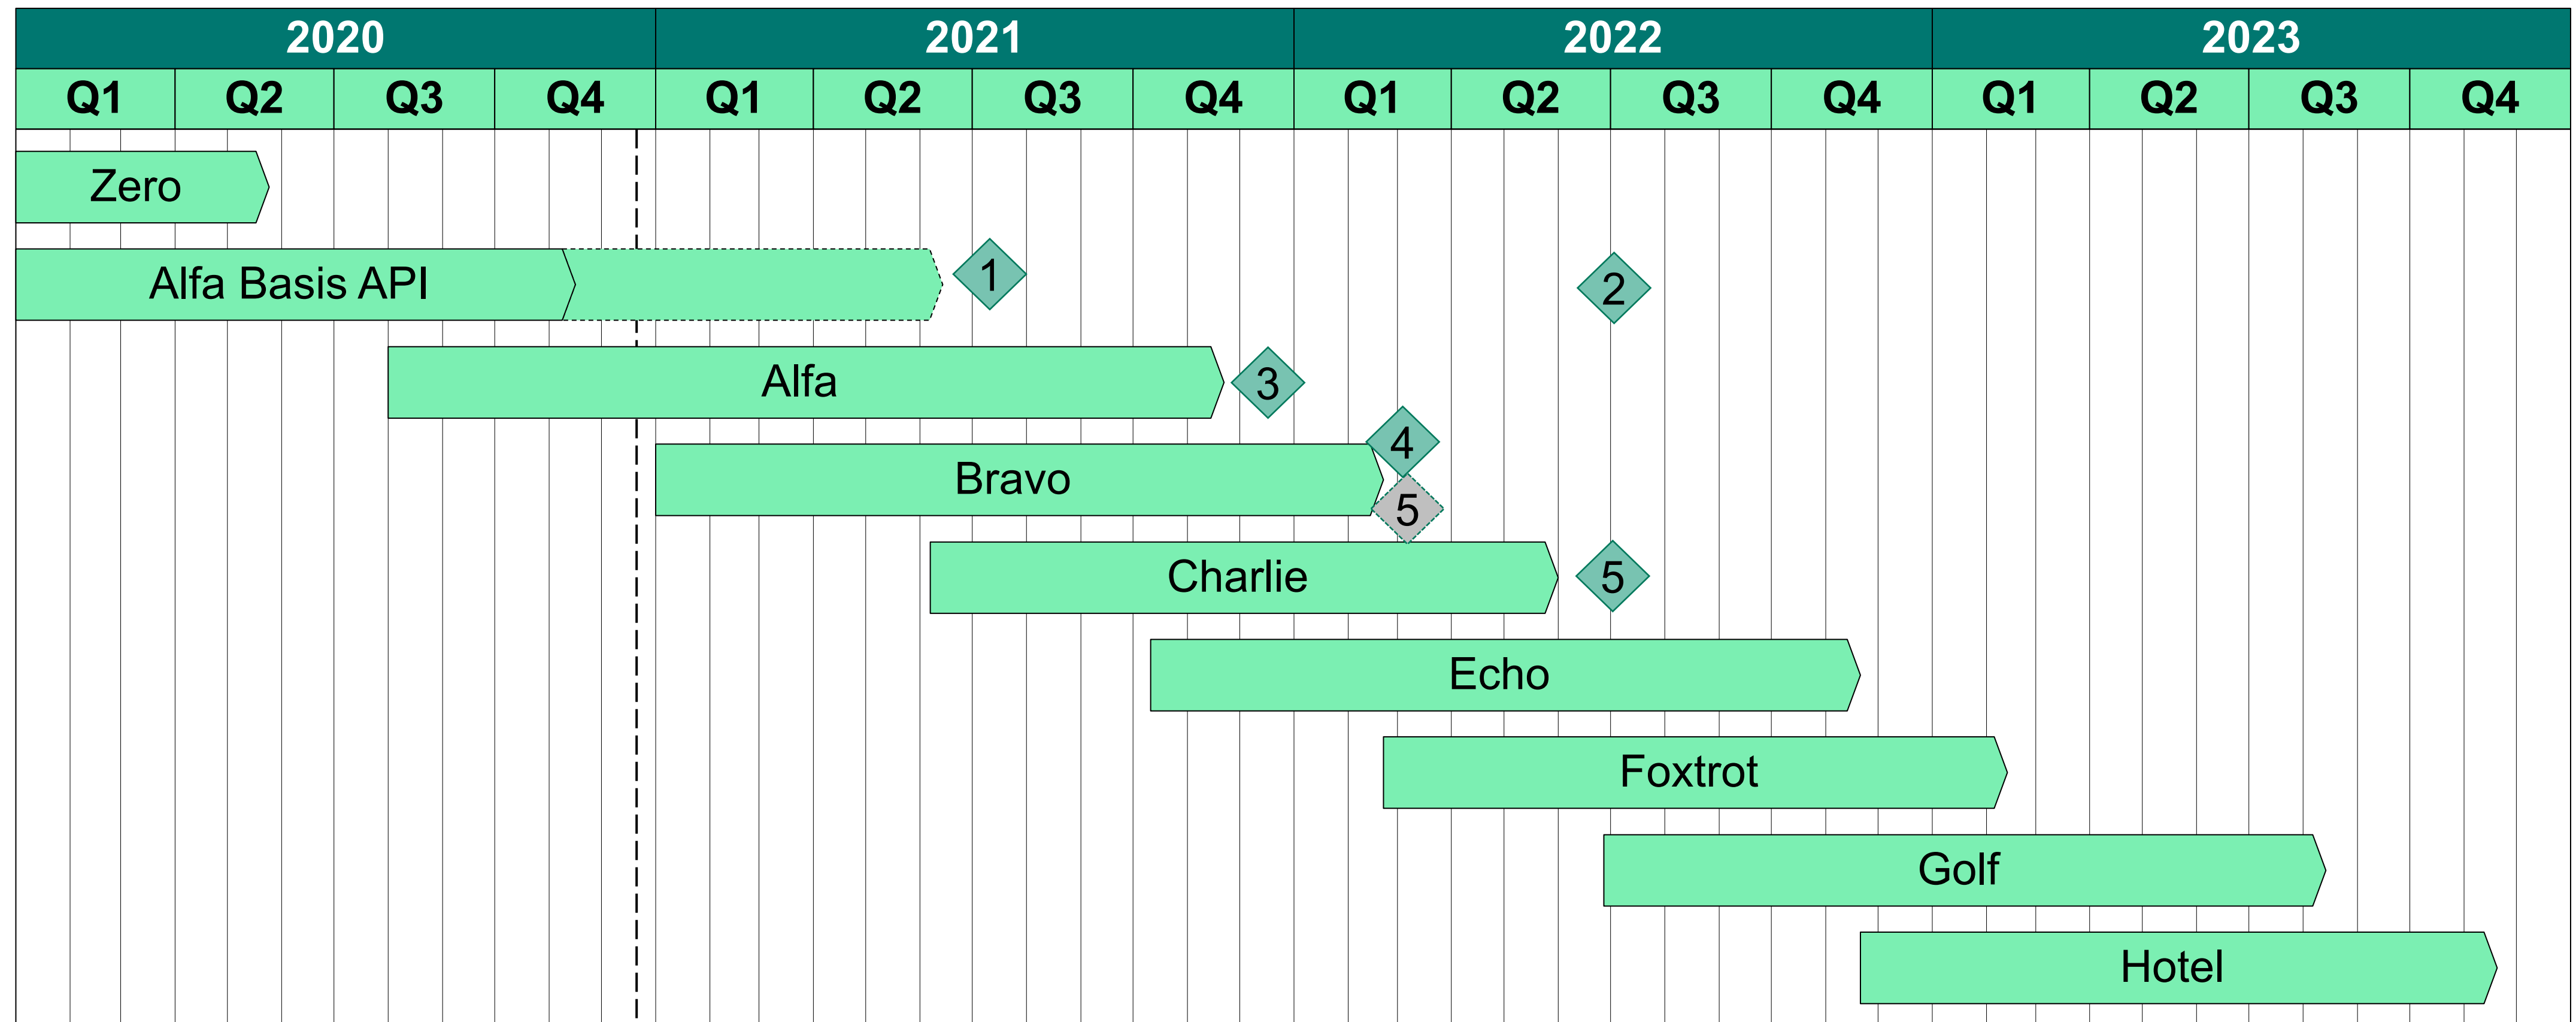 2020 2021 2022 2023
Q1 Q2 Q3 Q4 Q1 Q2 Q3 Q4 Q1 Q2 Q3 Q4 Q1 Q2 Q3 Q4
Zero
Alfa Basis API 1 2
Alfa 3
4
Bravo
5
Charlie 5
Echo
Foxtrot
Golf
Hotel